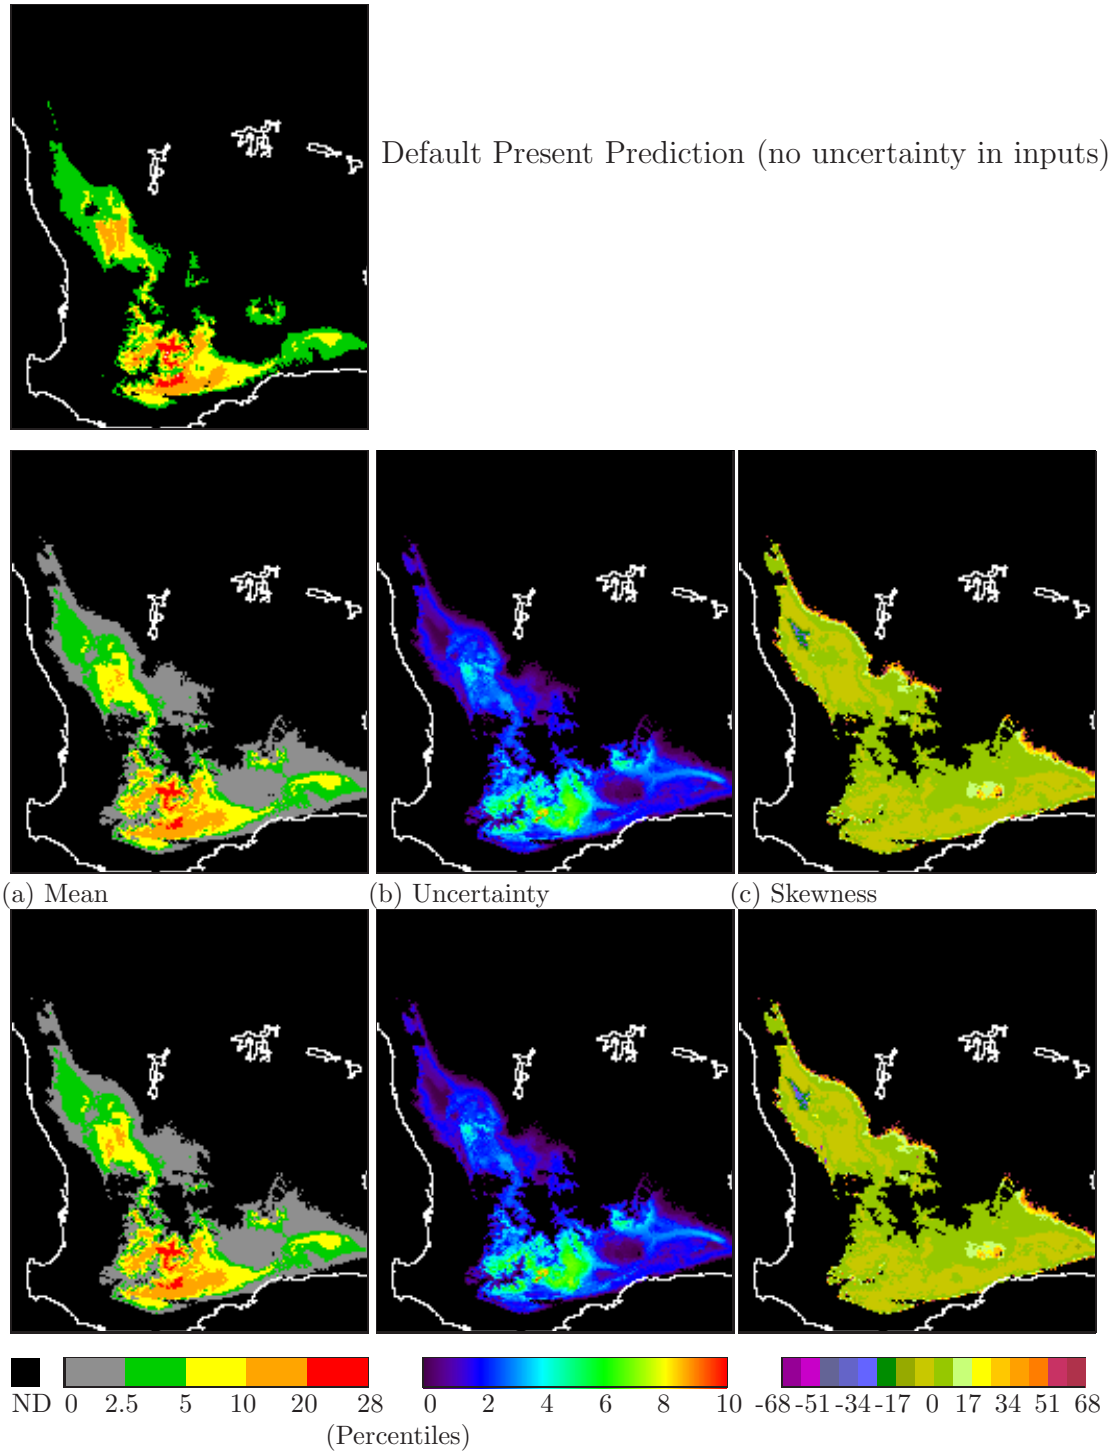 Default Present Prediction (no uncertainty in inputs)
(a) Mean
(b) Uncertainty
(c) Skewness
ND 0 2.5 5 10 20 28
0 2 4 6 8 10
-68 -51 -34 -17 0 17 34 51 68
(Percentiles)